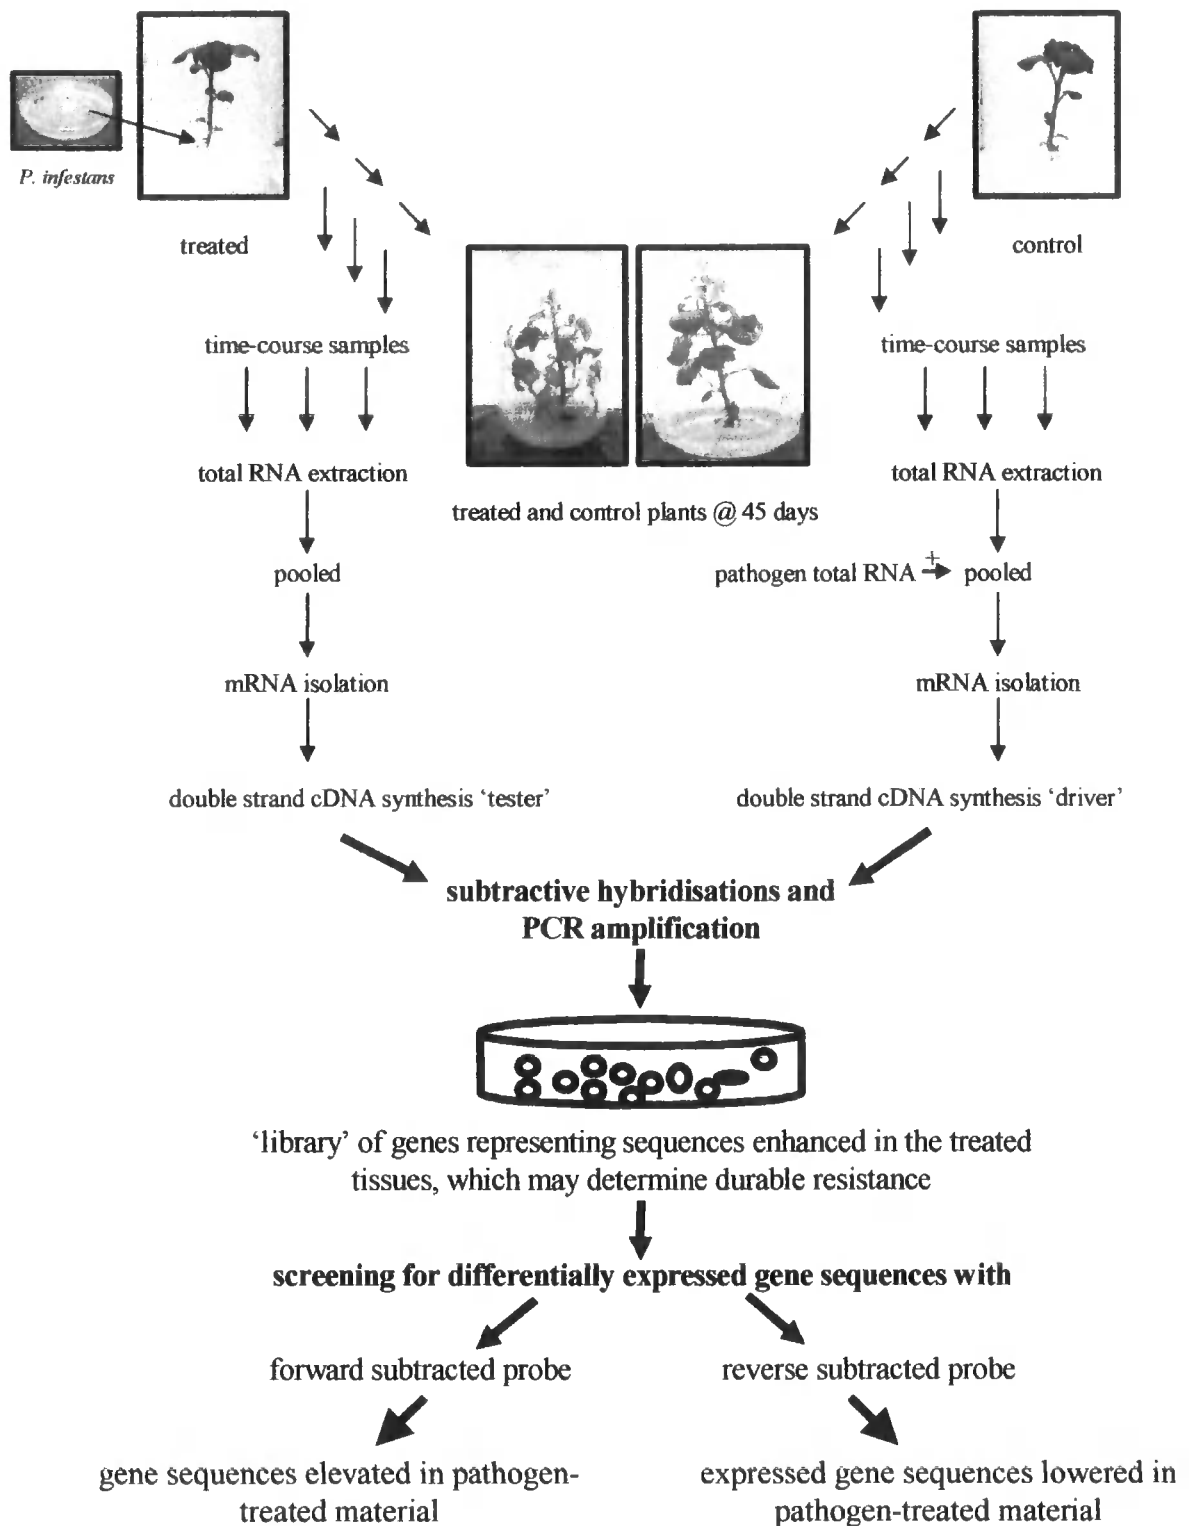 P. infestans
treated
control
time-course samples
time-course samples
total RNA extraction
total RNA extraction
treated and control plants @ 45 days
pooled
pathogen total RNA + pooled
mRNA isolation
mRNA isolation
double strand cDNA synthesis ‘tester’
double strand cDNA synthesis ‘driver’
subtractive hybridisations and
PCR amplification
‘library’ of genes representing sequences enhanced in the treated
tissues, which may determine durable resistance
screening for differentially expressed gene sequences with
forward subtracted probe
reverse subtracted probe
gene sequences elevated in pathogen-
treated material
expressed gene sequences lowered in
pathogen-treated material